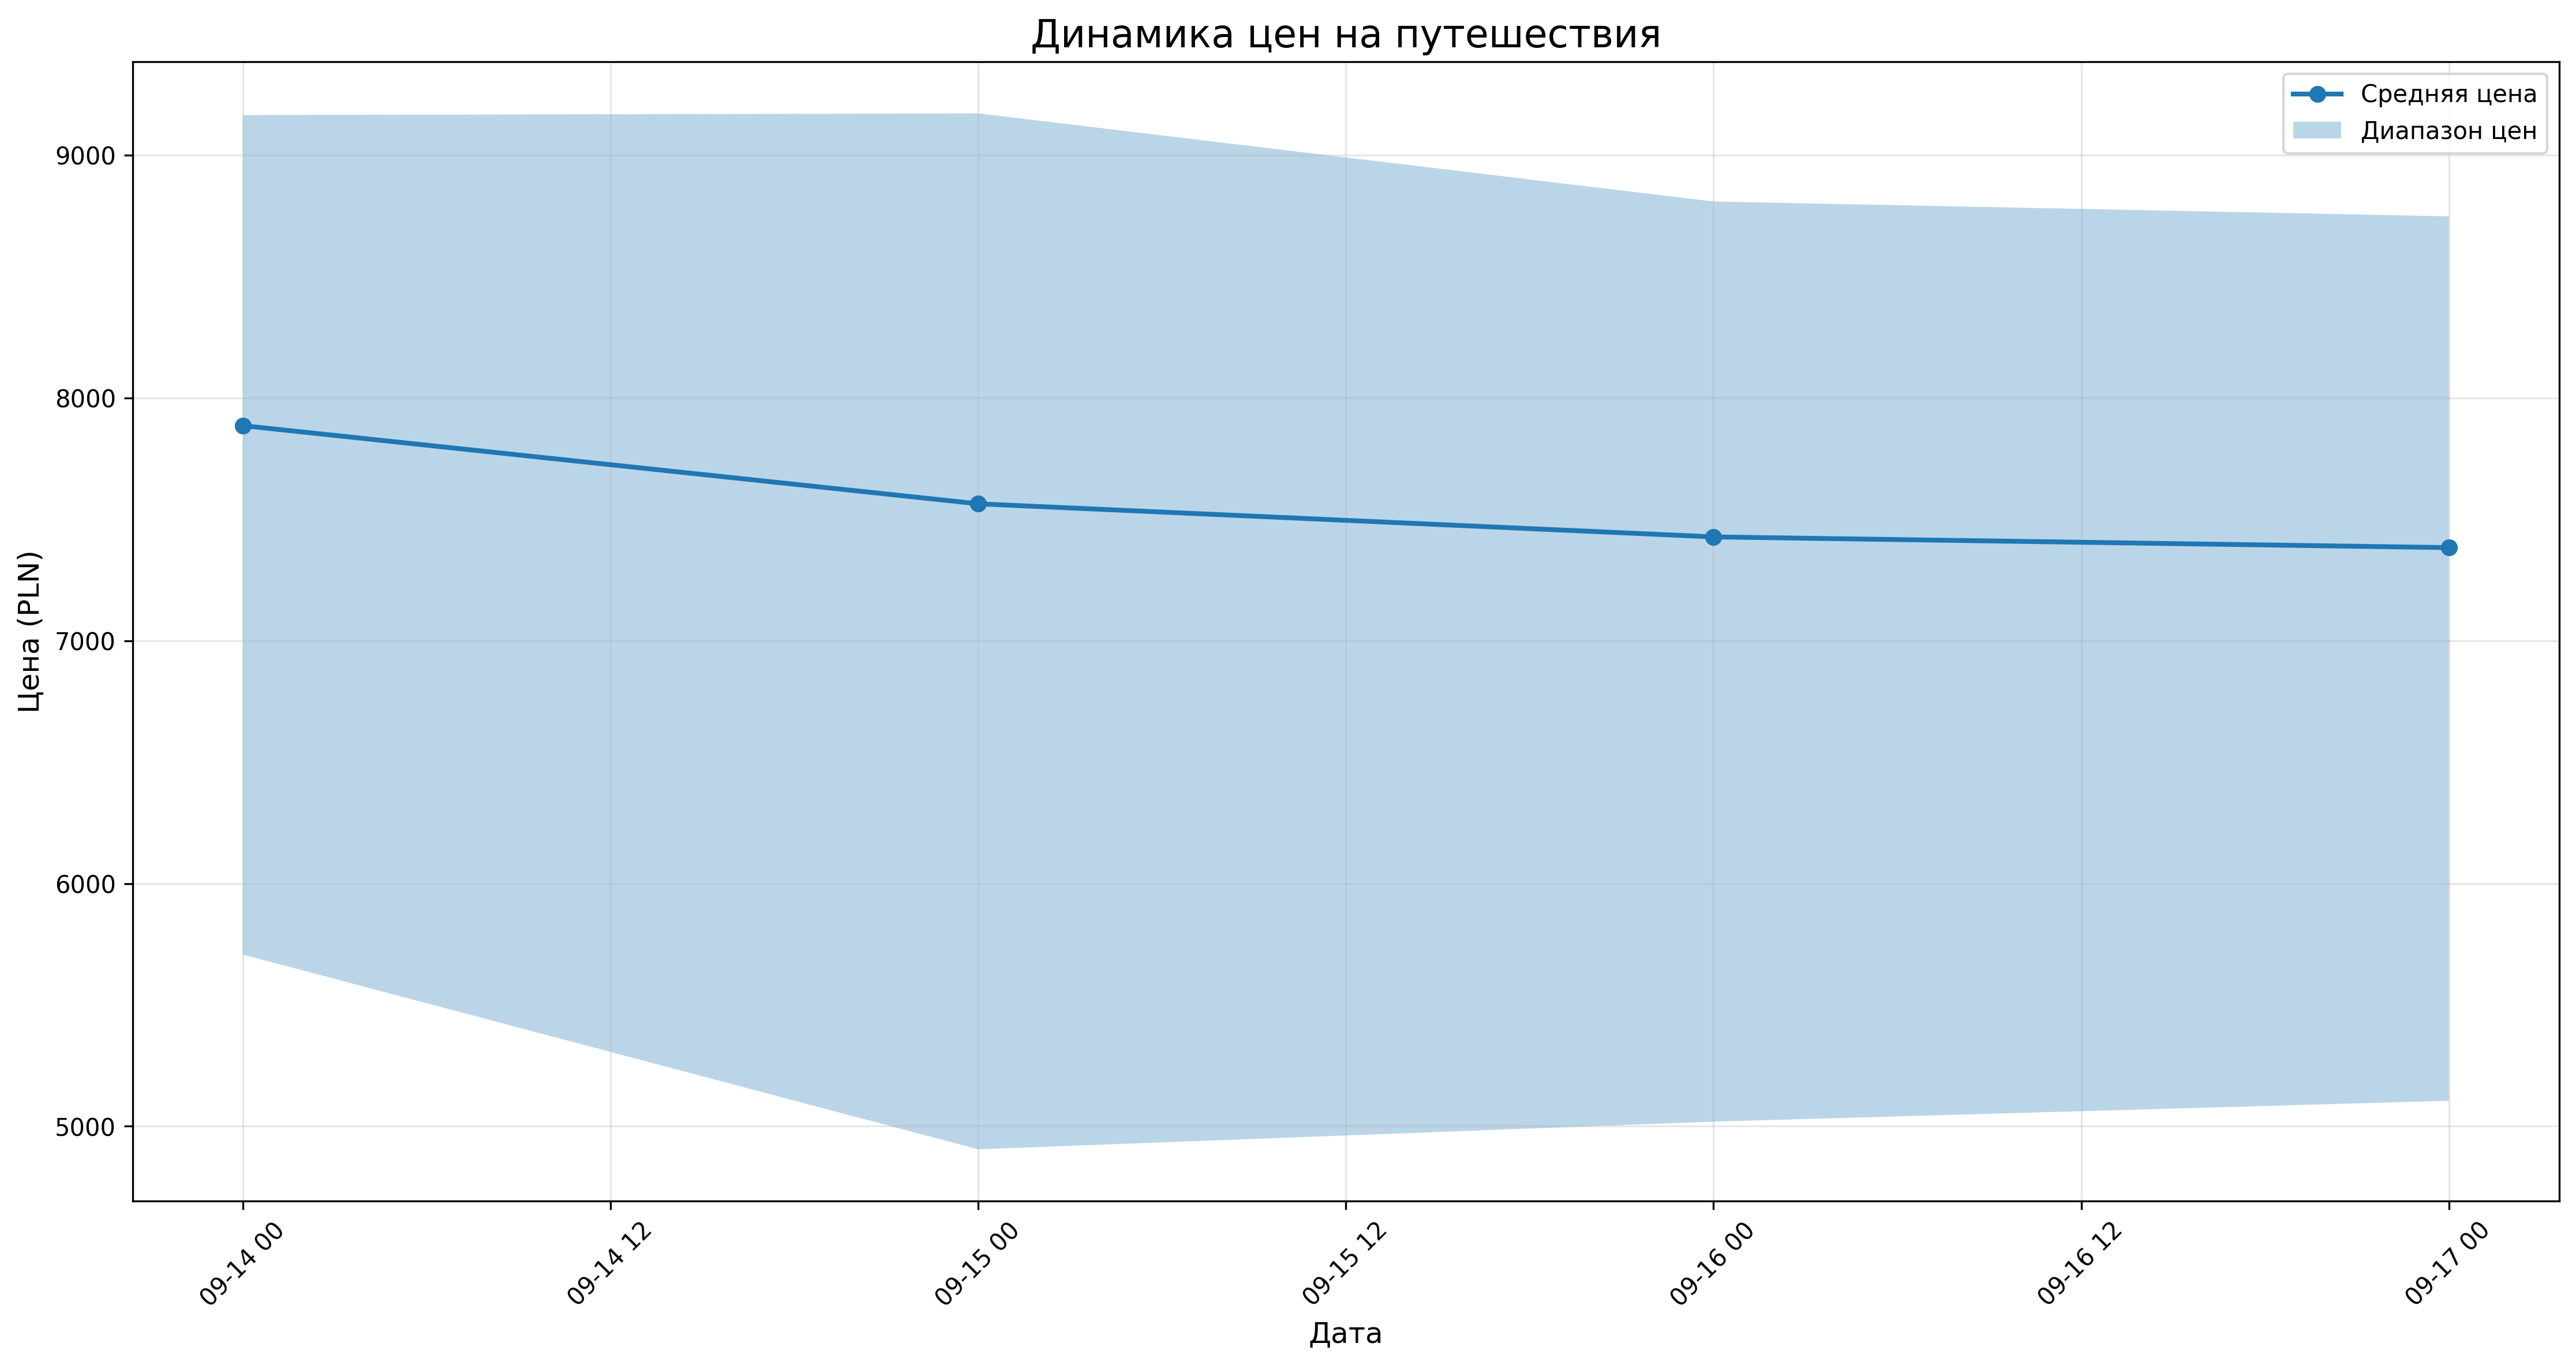 Динамика цен на путешествия
Средняя цена
Диапазон цен
Цена (PLN)
9000
8000
7000
6000
5000
09-14 00
09-14 12
09-15 00
09-15 12
09-16 00
09-16 12
09-17 00
Дата